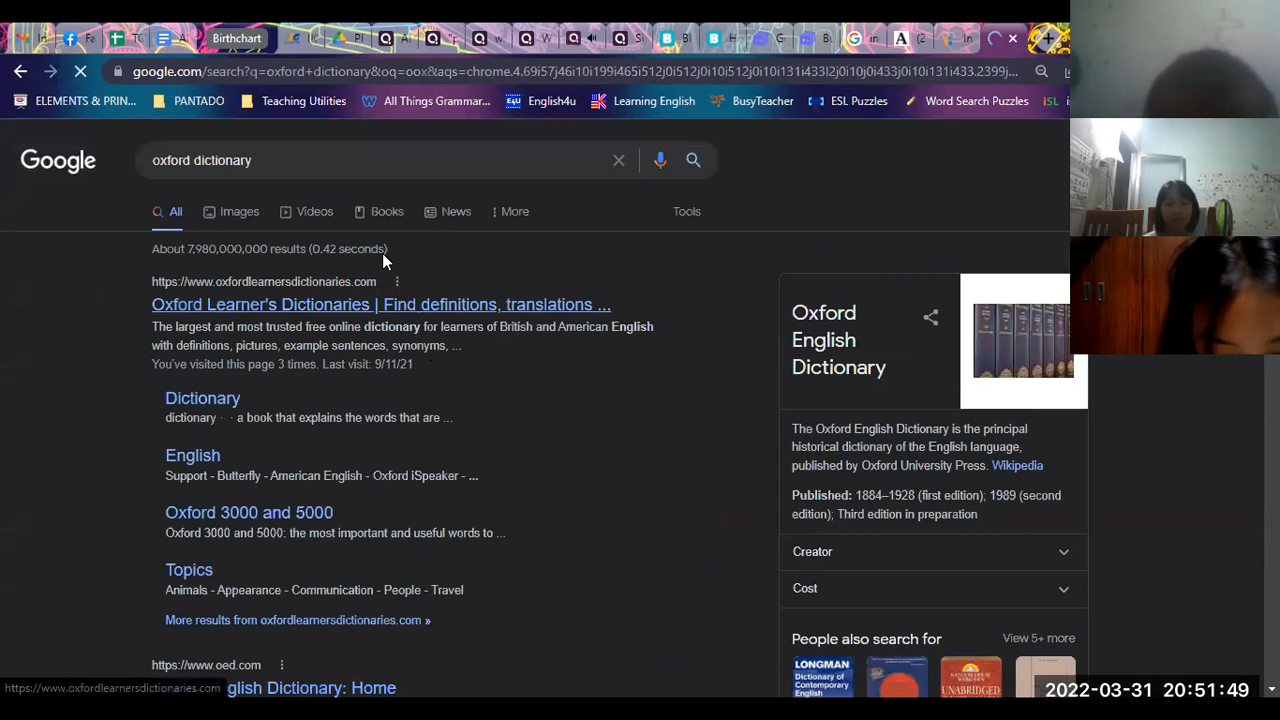 Fa
To
Birthchart
in
google.com/search?q=oxford+dictionary&oq=oox&aqs=chrome.4.69i57j46i10i199i465i512j0i512j0i10i512j0i10i131i433l2j0i10j0i433j0i10i131i433.2399j...
ELEMENTS & PRIN...
PANTADO
Teaching Utilities
All Things Grammar...
English4u
Learning English
BusyTeacher
ESL Puzzles
Word Search Puzzles
Google
oxford dictionary
All
Images
Videos
Books
News
More
Tools
About 7,980,000,000 results (0.42 seconds)
https://www.oxfordlearnersdictionaries.com
Oxford Learner's Dictionaries | Find definitions, translations ...
The largest and most trusted free online dictionary for learners of British and American English
with definitions, pictures, example sentences, synonyms, ...
You've visited this page 3 times. Last visit: 9/11/21
Dictionary
dictionary · · a book that explains the words that are ...
English
Support - Butterfly - American English - Oxford iSpeaker - ...
Oxford 3000 and 5000
Oxford 3000 and 5000: the most important and useful words to ...
Topics
Animals - Appearance - Communication - People - Travel
More results from oxfordlearnersdictionaries.com »
https://www.oed.com
glish Dictionary: Home
https://www.oxfordlearnersdictionaries.com
Oxford
English
Dictionary
The Oxford English Dictionary is the principal
historical dictionary of the English language,
published by Oxford University Press. Wikipedia
Published: 1884–1928 (first edition); 1989 (second
edition); Third edition in preparation
Creator
Cost
People also search for
View 5+ more
LONGMAN
Dictionary of
Contemporary
English
UNABRIDGED
2022-03-31 20:51:49